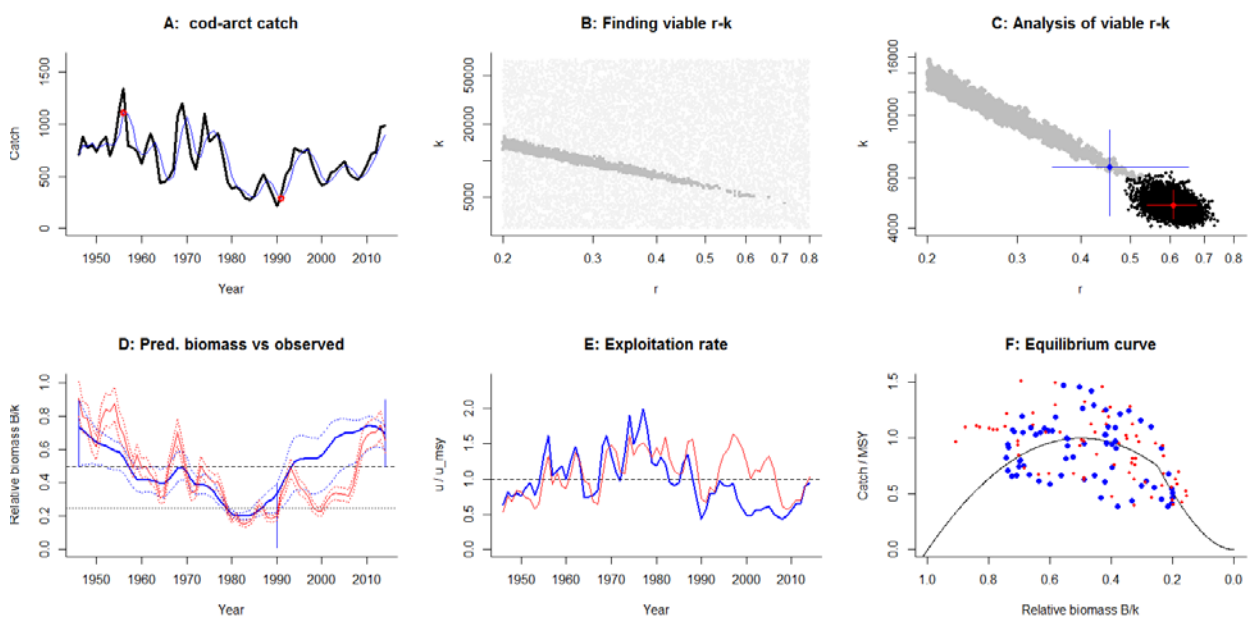 A: cod-arct catch
Catch
0 500 1000 1500
1950 1960 1970 1980 1990 2000 2010
Year
B: Finding viable r-k
k
5000 20000 50000
0.2 0.3 0.4 0.5 0.6 0.7 0.8
r
C: Analysis of viable r-k
k
4000 6000 10000 16000
0.2 0.3 0.4 0.5 0.6 0.7 0.8
r
D: Pred. biomass vs observed
Relative biomass B/k
0.0 0.2 0.4 0.6 0.8 1.0
1950 1960 1970 1980 1990 2000 2010
Year
E: Exploitation rate
u / u_msy
0.0 0.5 1.0 1.5 2.0
1950 1960 1970 1980 1990 2000 2010
Year
F: Equilibrium curve
Catch / MSY
0.0 0.5 1.0 1.5
1.0 0.8 0.6 0.4 0.2 0.0
Relative biomass B/k